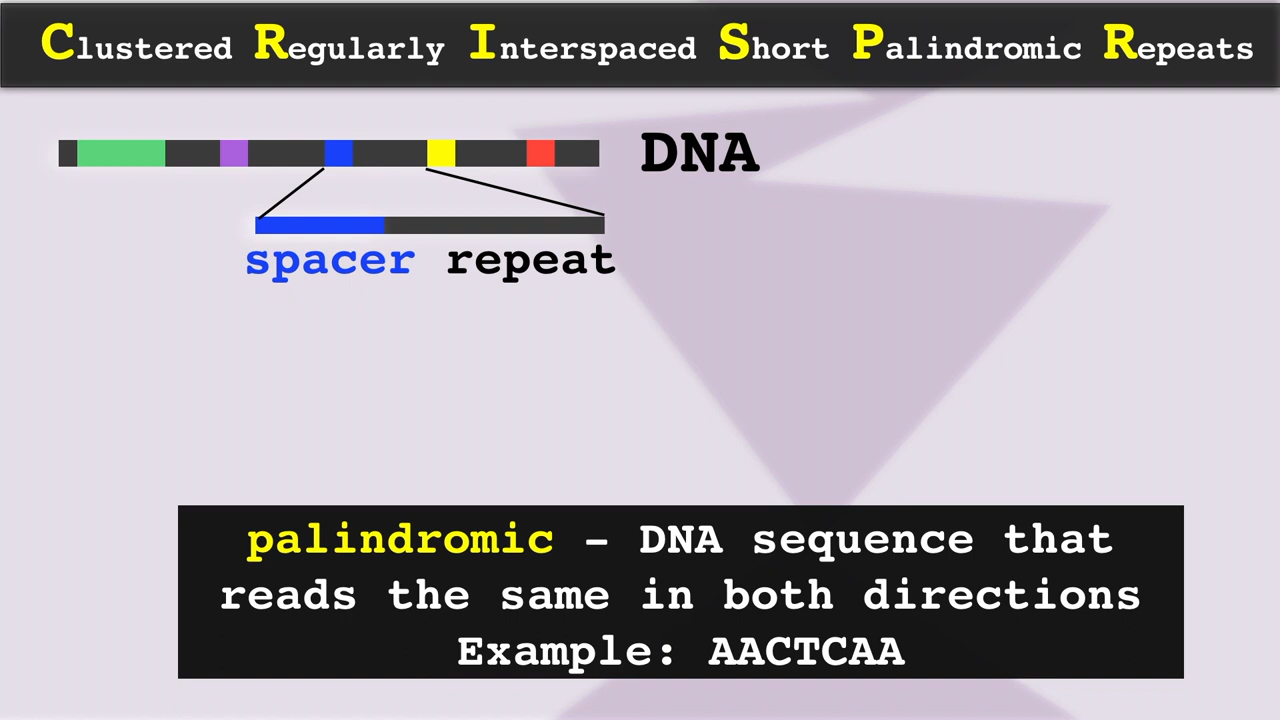 Clustered Regularly Interspaced Short Palindromic Repeats
DNA
spacer repeat
palindromic – DNA sequence that
reads the same in both directions
Example: AACTCAA